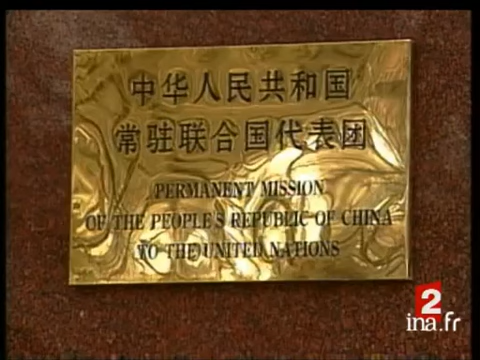 中华人民共和国
常驻联合国代表团
PERMANENT MISSION
OF THE PEOPLE'S REPUBLIC OF CHINA
TO THE UNITED NATIONS
2
ina.fr